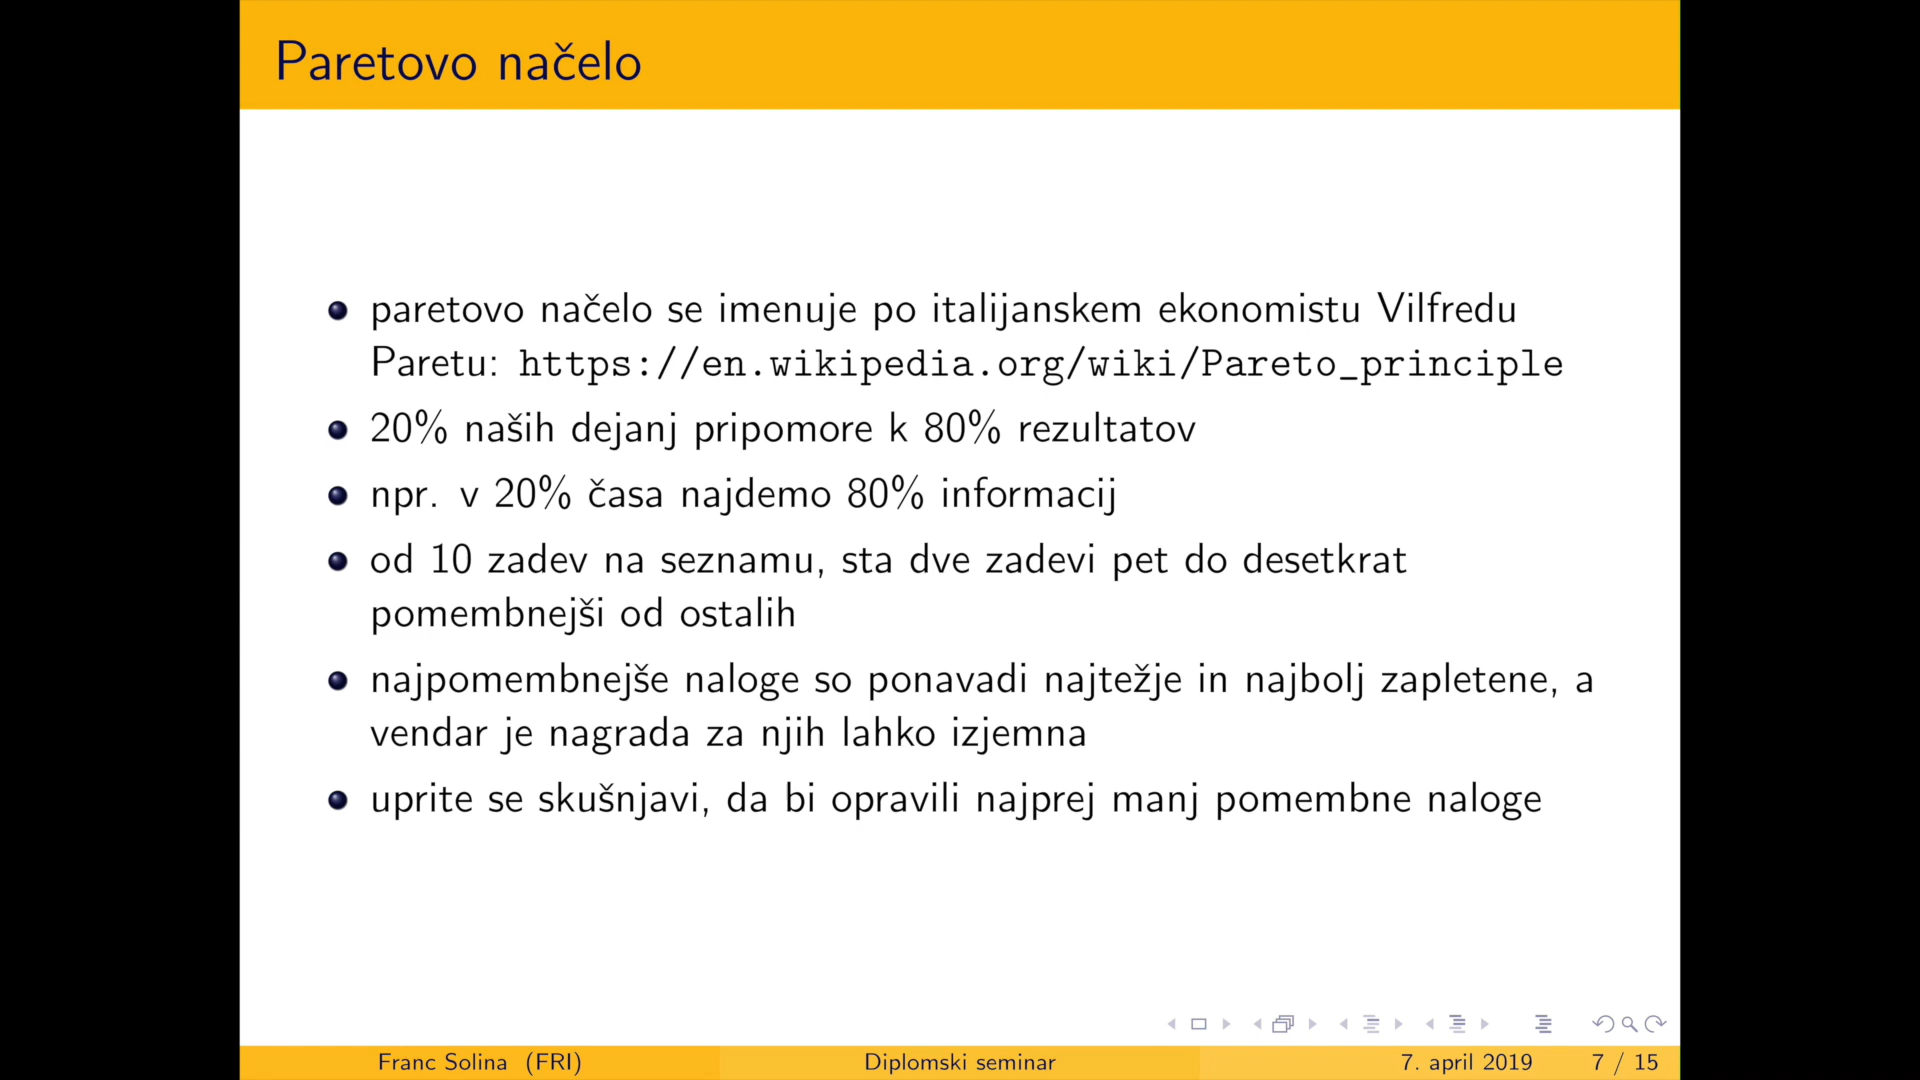 Paretovo načelo
paretovo načelo se imenuje po italijanskem ekonomistu Vilfredu
Paretu: https://en.wikipedia.org/wiki/Pareto_principle
20% naših dejanj pripomore k 80% rezultatov
npr. v 20% časa najdemo 80% informacij
od 10 zadev na seznamu, sta dve zadevi pet do desetkrat
pomembnejši od ostalih
najpomembnejše naloge so ponavadi najtežje in najbolj zapletene, a
vendar je nagrada za njih lahko izjemna
uprite se skušnjavi, da bi opravili najprej manj pomembne naloge
Franc Solina (FRI) Diplomski seminar 7. april 2019 7 / 15